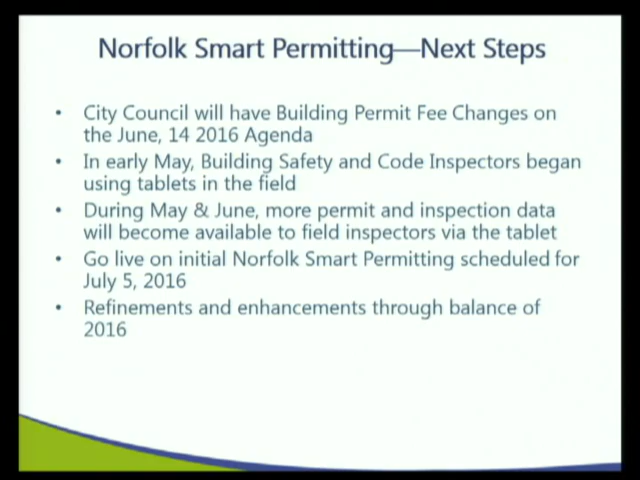 Norfolk Smart Permitting—Next Steps
• City Council will have Building Permit Fee Changes on
the June, 14 2016 Agenda
• In early May, Building Safety and Code Inspectors began
using tablets in the field
• During May & June, more permit and inspection data
will become available to field inspectors via the tablet
• Go live on initial Norfolk Smart Permitting scheduled for
July 5, 2016
• Refinements and enhancements through balance of
2016